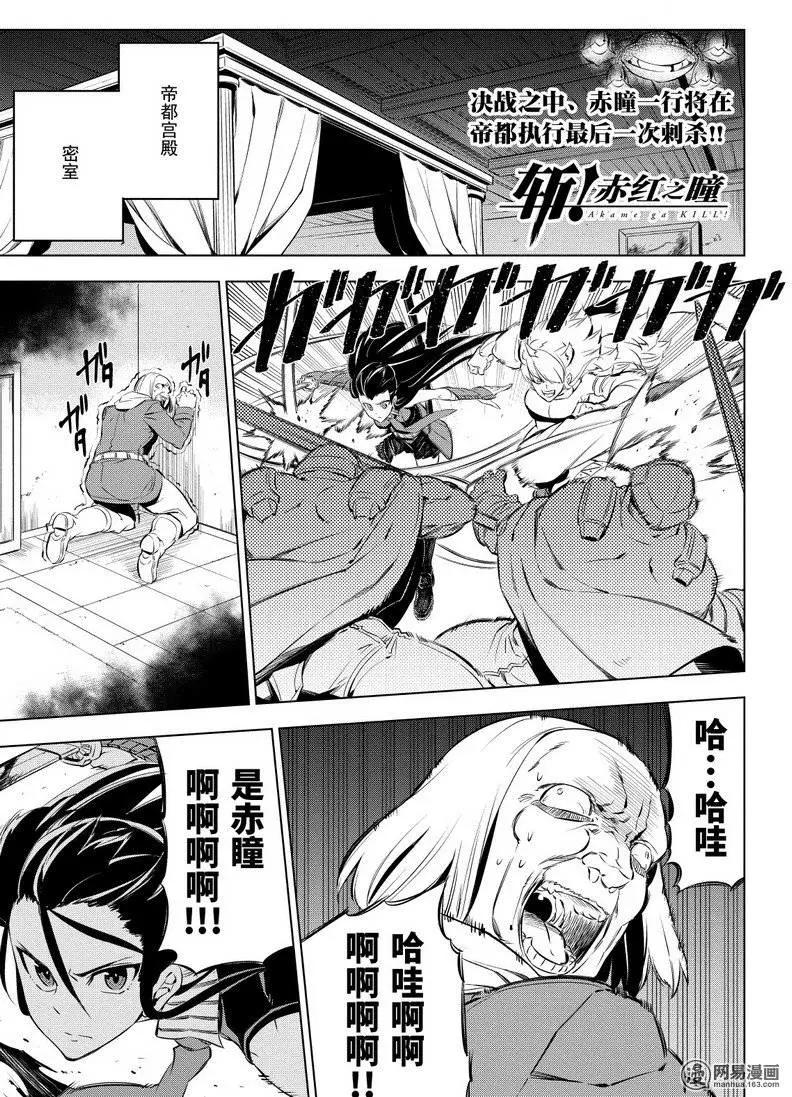 决战之中、赤瞳一行将在
帝都执行最后一次刺杀!!
斩!赤红之瞳
Akame ga KILL!
帝都宫殿
密室
ガガガガガガガ
ガタ
ガタ
哈…哈哇
哈哇啊啊
啊啊啊啊!!
是赤瞳
啊啊啊啊!!!
网易漫画
manhua.163.com